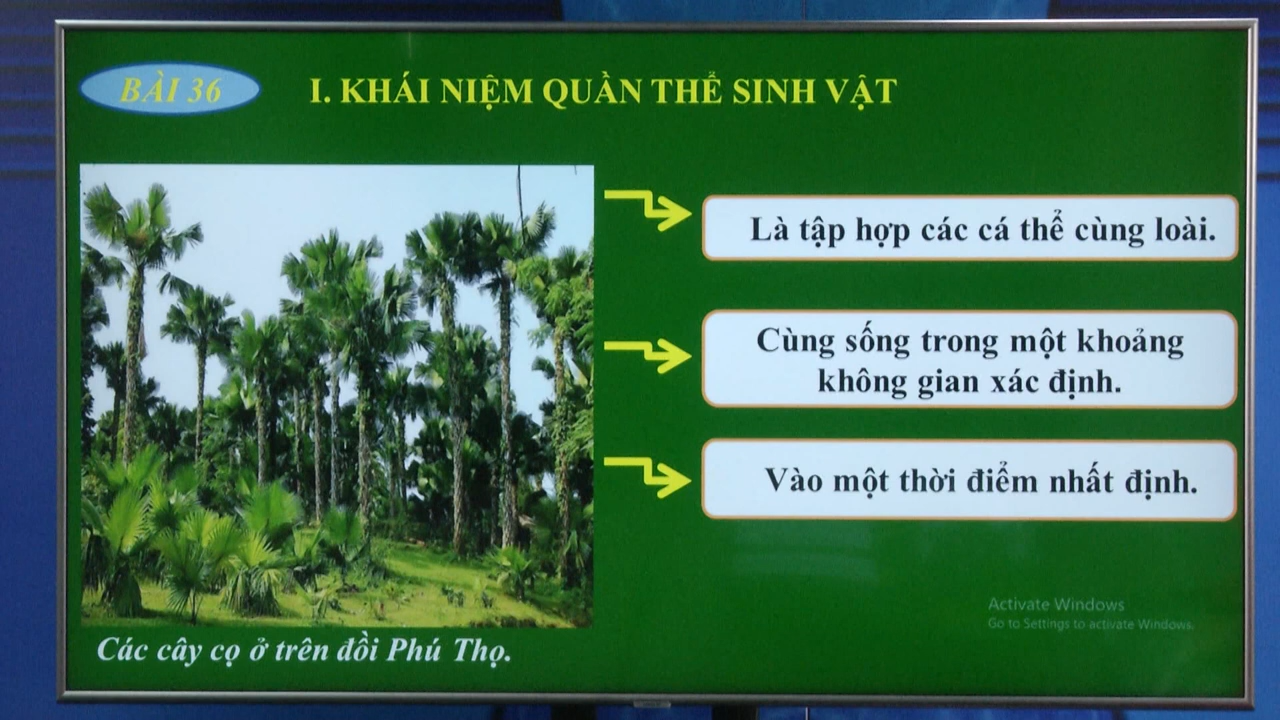 BÀI 36
I. KHÁI NIỆM QUẦN THỂ SINH VẬT
Là tập hợp các cá thể cùng loài.
Cùng sống trong một khoảng
không gian xác định.
Vào một thời điểm nhất định.
Activate Windows
Go to Settings to activate Windows.
Các cây cọ ở trên đồi Phú Thọ.